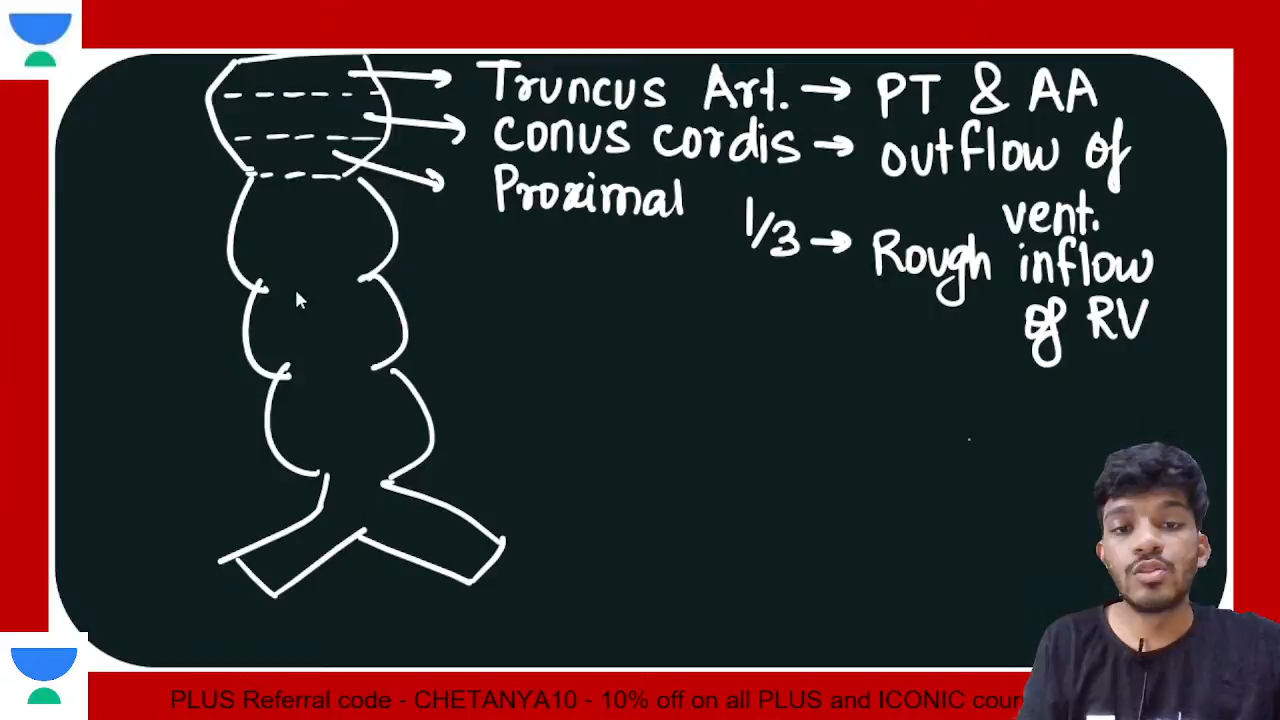 Truncus Art. → PT & AA
Conus cordis → outflow of vent.
Proximal 1/3 → Rough inflow of RV
PLUS Referral code - CHETANYA10 - 10% off on all PLUS and ICONIC cour